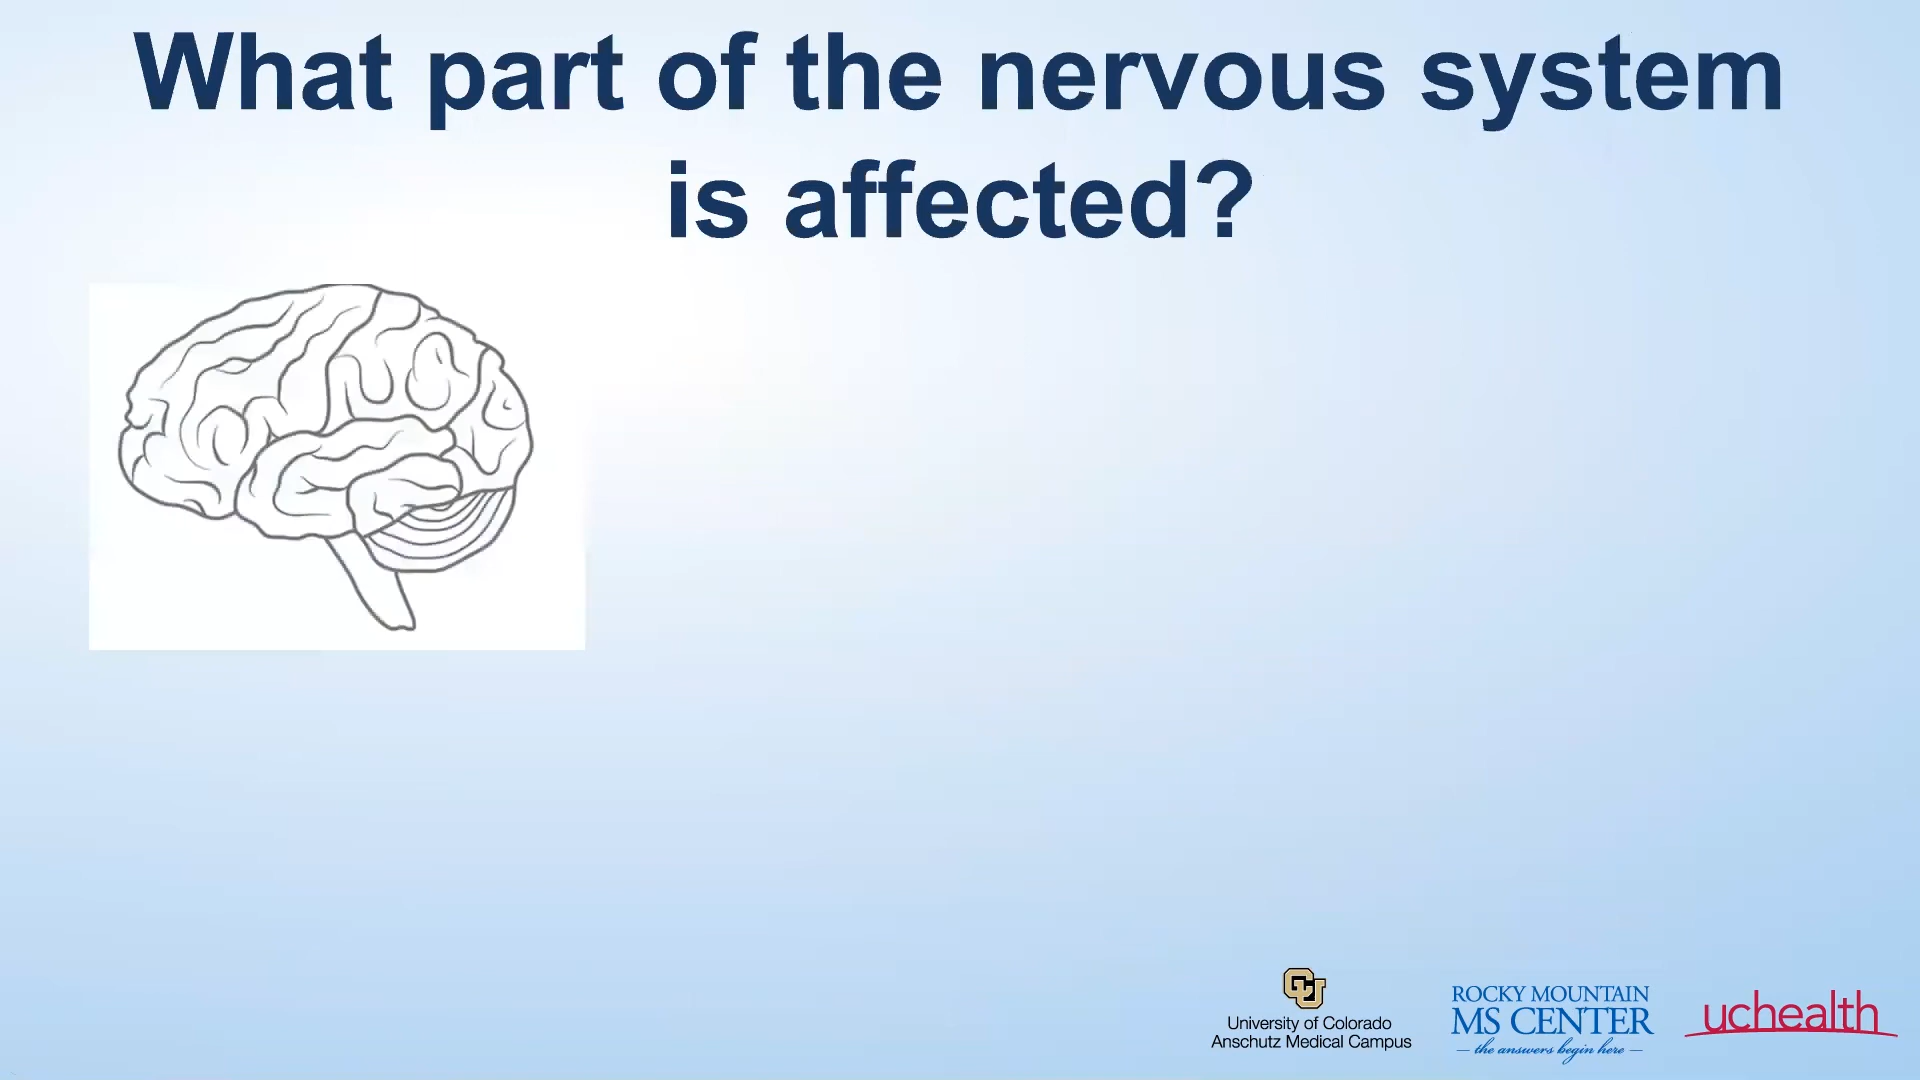 What part of the nervous system
is affected?
University of Colorado
Anschutz Medical Campus
ROCKY MOUNTAIN
MS CENTER
— the answers begin here —
uchealth